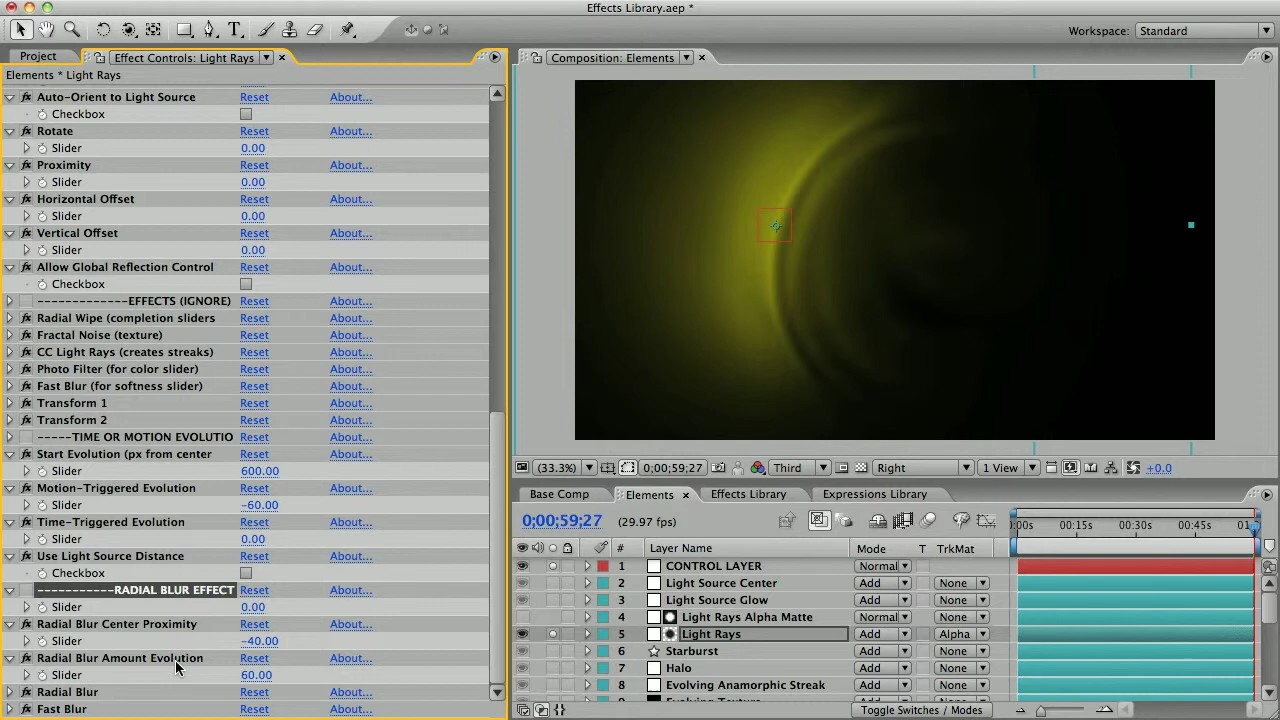 Effects Library.aep *
T
Workspace: Standard
Project
Effect Controls: Light Rays
Elements * Light Rays
Auto-Orient to Light Source Reset About...
Checkbox
Rotate Reset About...
Slider 0.00
Proximity Reset About...
Slider 0.00
Horizontal Offset Reset About...
Slider 0.00
Vertical Offset Reset About...
Slider 0.00
Allow Global Reflection Control Reset About...
Checkbox
-------------EFFECTS (IGNORE) Reset About...
Radial Wipe (completion sliders Reset About...
Fractal Noise (texture) Reset About...
CC Light Rays (creates streaks) Reset About...
Photo Filter (for color slider) Reset About...
Fast Blur (for softness slider) Reset About...
Transform 1 Reset About...
Transform 2 Reset About...
-----TIME OR MOTION EVOLUTIO Reset About...
Start Evolution (px from center Reset About...
Slider 600.00
Motion-Triggered Evolution Reset About...
Slider -60.00
Time-Triggered Evolution Reset About...
Slider 0.00
Use Light Source Distance Reset About...
Checkbox
-----------RADIAL BLUR EFFECT Reset About...
Slider 0.00
Radial Blur Center Proximity Reset About...
Slider -40.00
Radial Blur Amount Evolution Reset About...
Slider 60.00
Radial Blur Reset About...
Fast Blur Reset About...
Composition: Elements
(33.3%) 0;00;59;27 Third Right 1 View +0.0
Base Comp Elements Effects Library Expressions Library
0;00;59;27 (29.97 fps)
:00s 00:15s 00:30s 00:45s 01:
# Layer Name Mode T TrkMat
1 CONTROL LAYER Normal
2 Light Source Center Add None
3 Light Source Glow Add None
4 Light Rays Alpha Matte Normal None
5 Light Rays Add Alpha
6 Starburst Add None
7 Halo Add None
8 Evolving Anamorphic Streak Add None
Toggle Switches / Modes